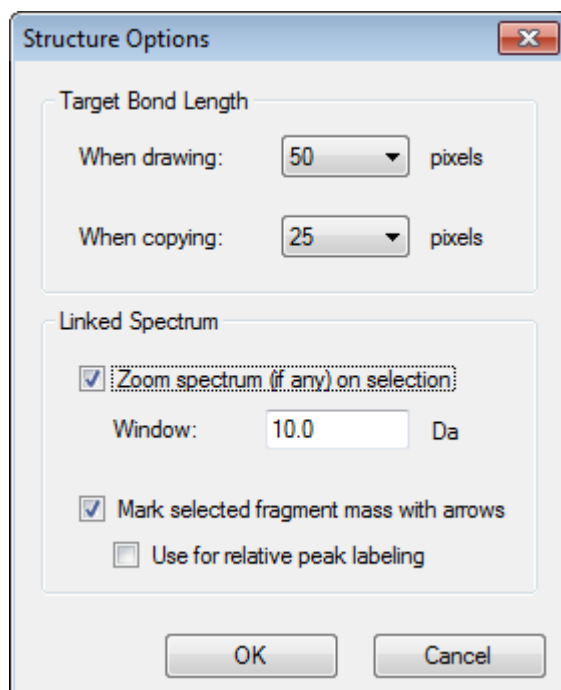 Structure Options
Target Bond Length
When drawing: 50 pixels
When copying: 25 pixels
Linked Spectrum
Zoom spectrum (if any) on selection
Window: 10.0 Da
Mark selected fragment mass with arrows
Use for relative peak labeling
OK Cancel